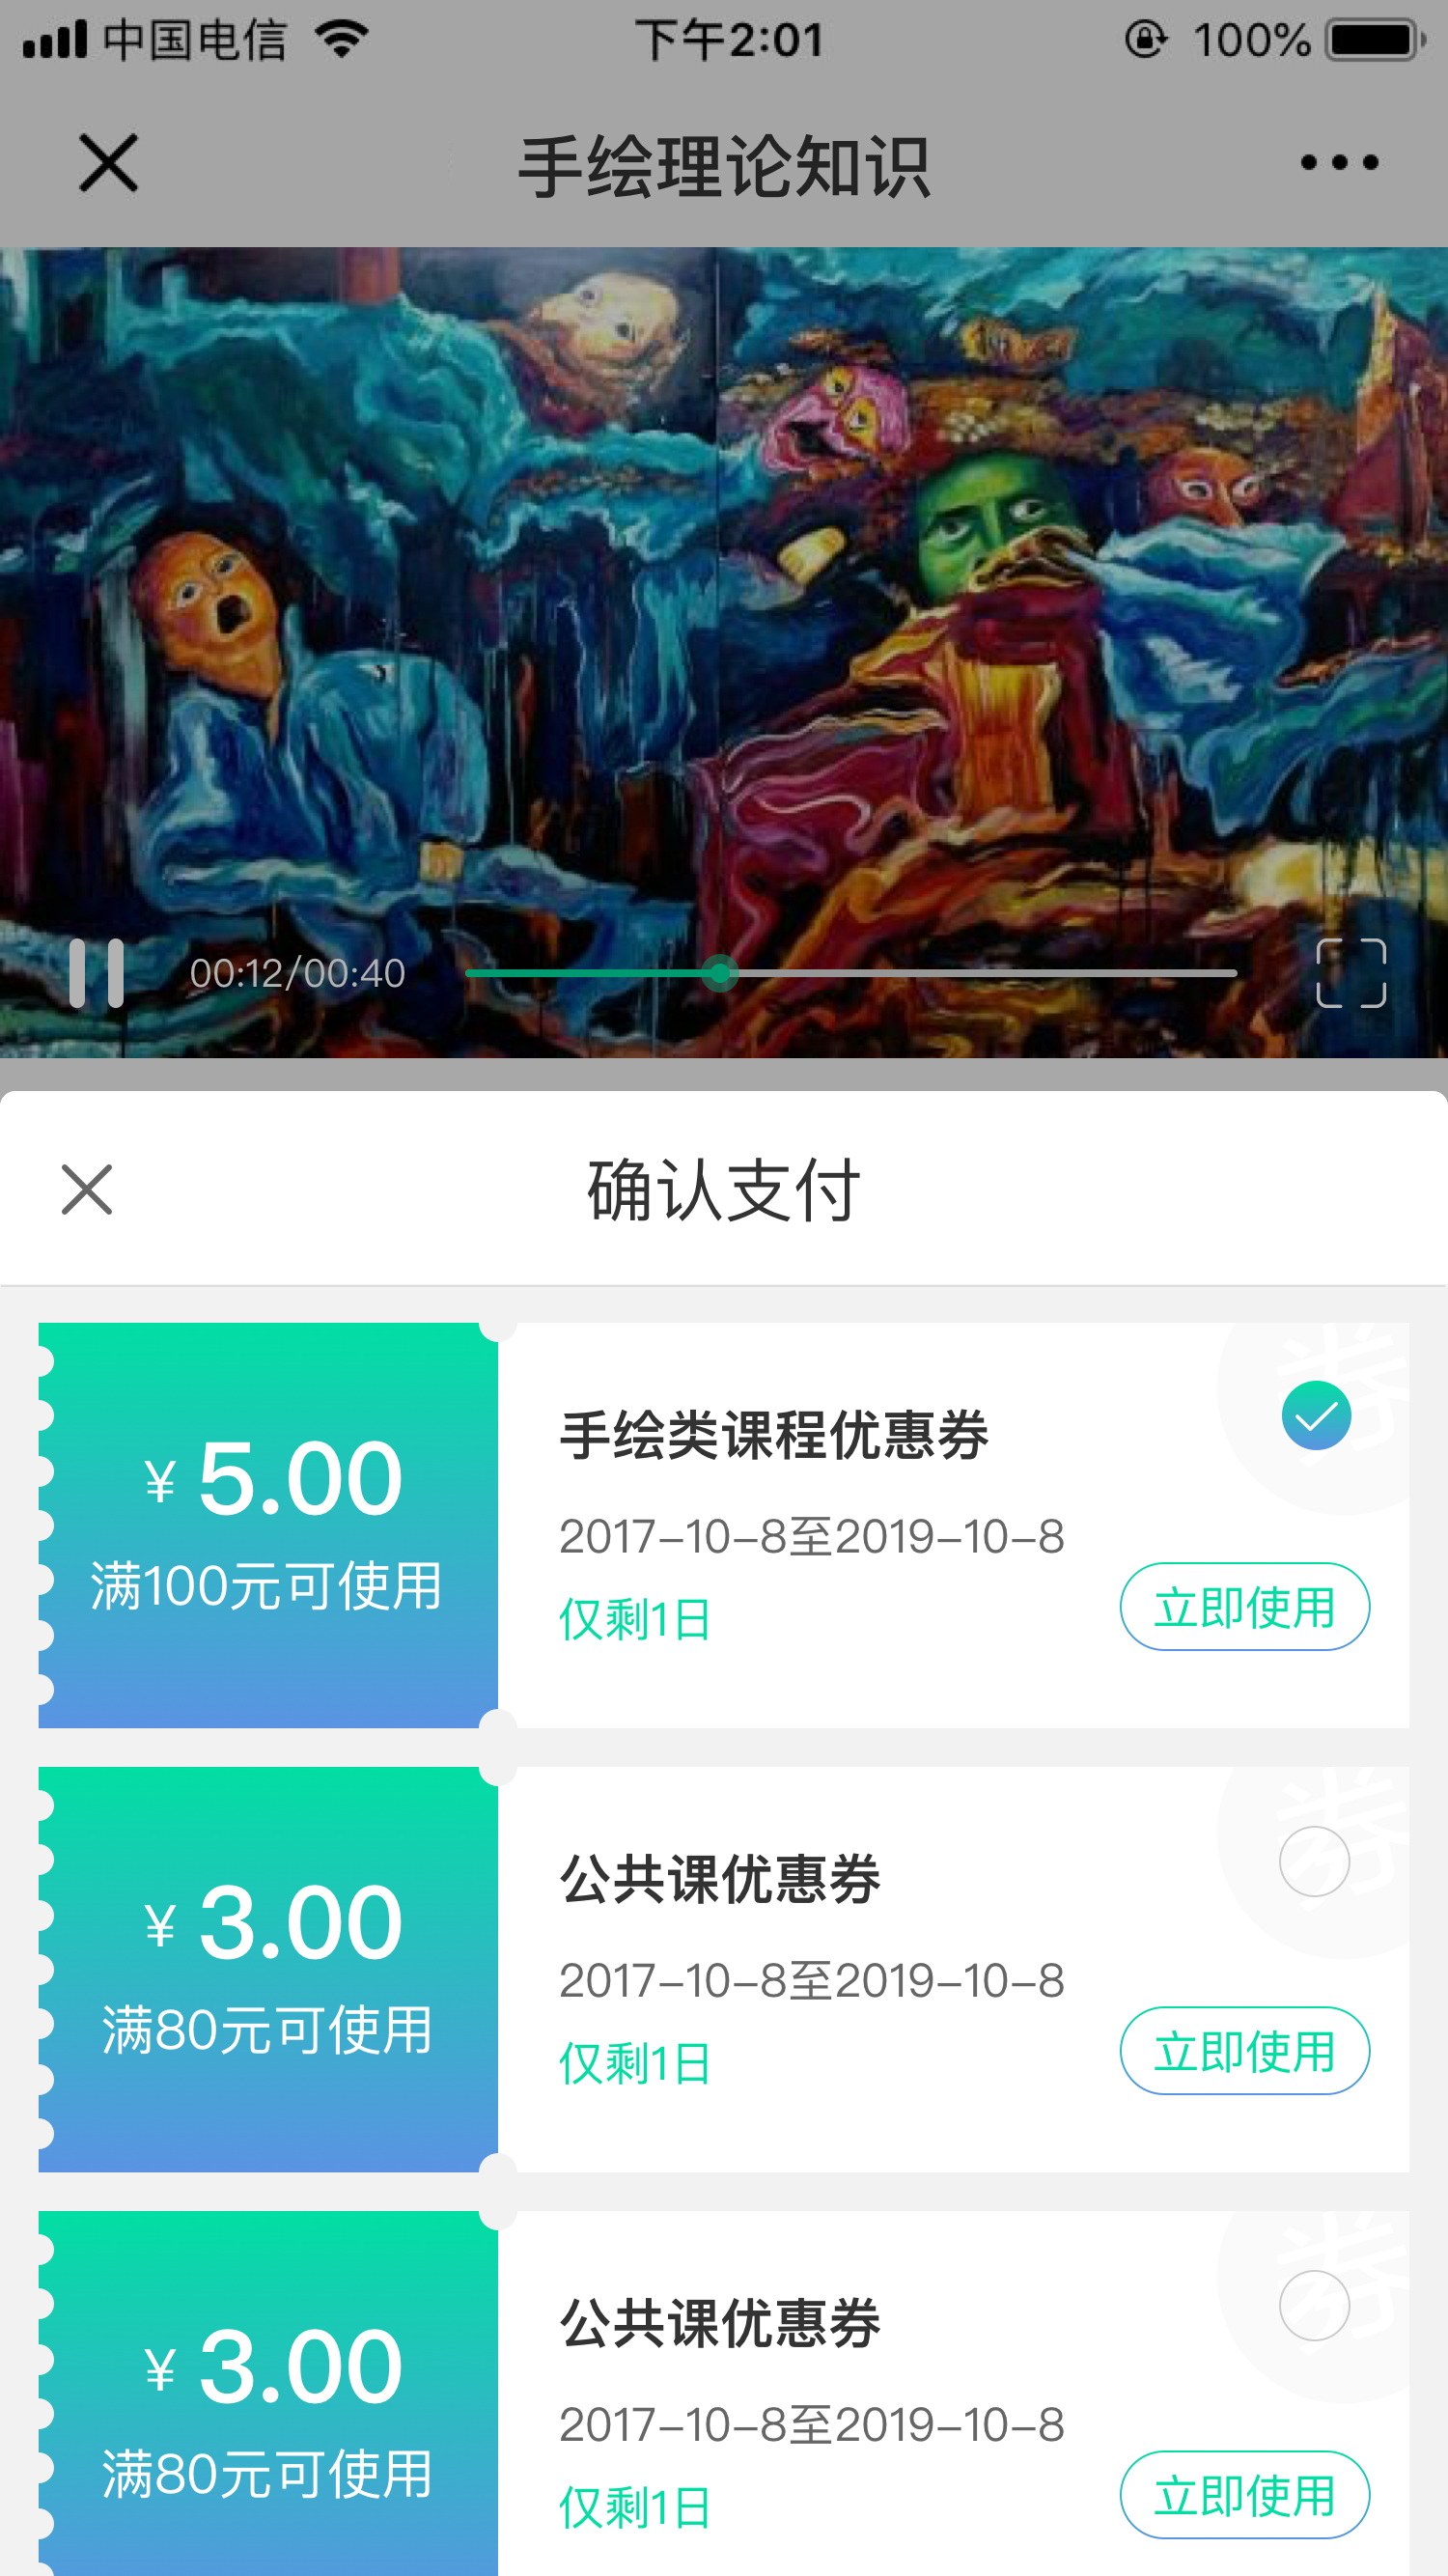 中国电信 下午2:01 100%
手绘理论知识
00:12/00:40
确认支付
券
手绘类课程优惠券
¥ 5.00
2017-10-8至2019-10-8
满100元可使用
仅剩1日
立即使用
券
公共课优惠券
¥ 3.00
2017-10-8至2019-10-8
满80元可使用
仅剩1日
立即使用
券
公共课优惠券
¥ 3.00
2017-10-8至2019-10-8
满80元可使用
仅剩1日
立即使用